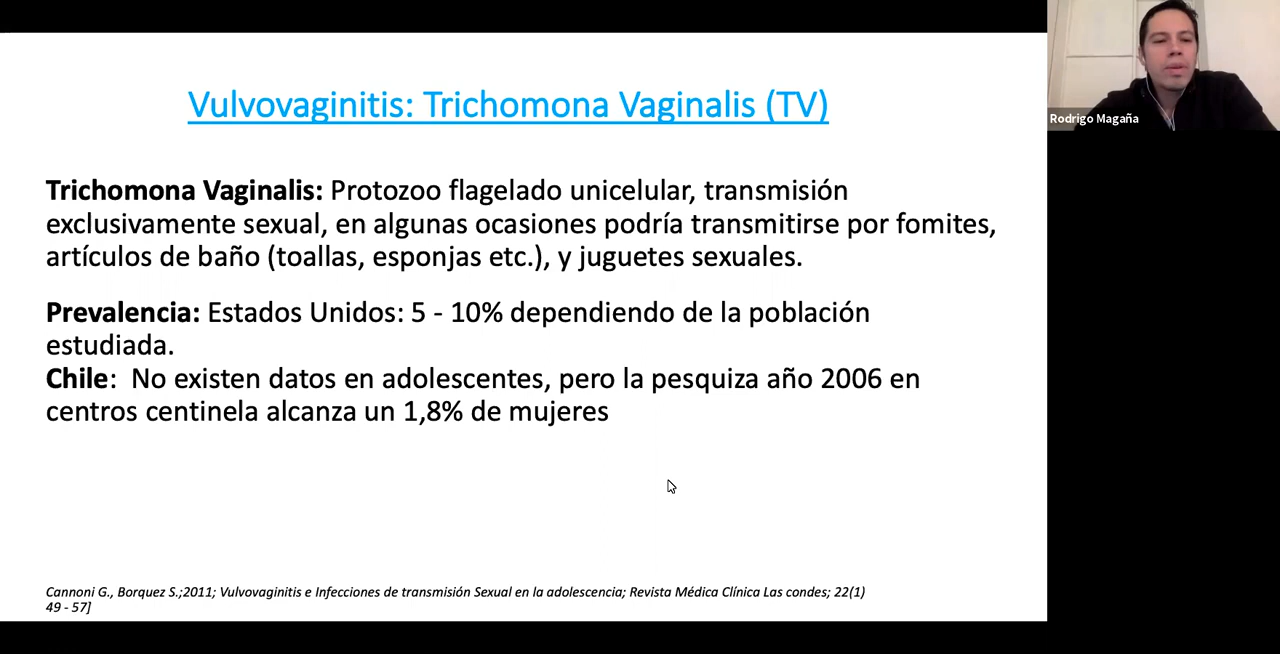 Vulvovaginitis: Trichomona Vaginalis (TV)
Rodrigo Magaña
Trichomona Vaginalis: Protozoo flagelado unicelular, transmisión
exclusivamente sexual, en algunas ocasiones podría transmitirse por fomites,
artículos de baño (toallas, esponjas etc.), y juguetes sexuales.
Prevalencia: Estados Unidos: 5 - 10% dependiendo de la población
estudiada.
Chile:  No existen datos en adolescentes, pero la pesquiza año 2006 en
centros centinela alcanza un 1,8% de mujeres
Cannoni G., Borquez S.;2011; Vulvovaginitis e Infecciones de transmisión Sexual en la adolescencia; Revista Médica Clínica Las condes; 22(1)
49 - 57]